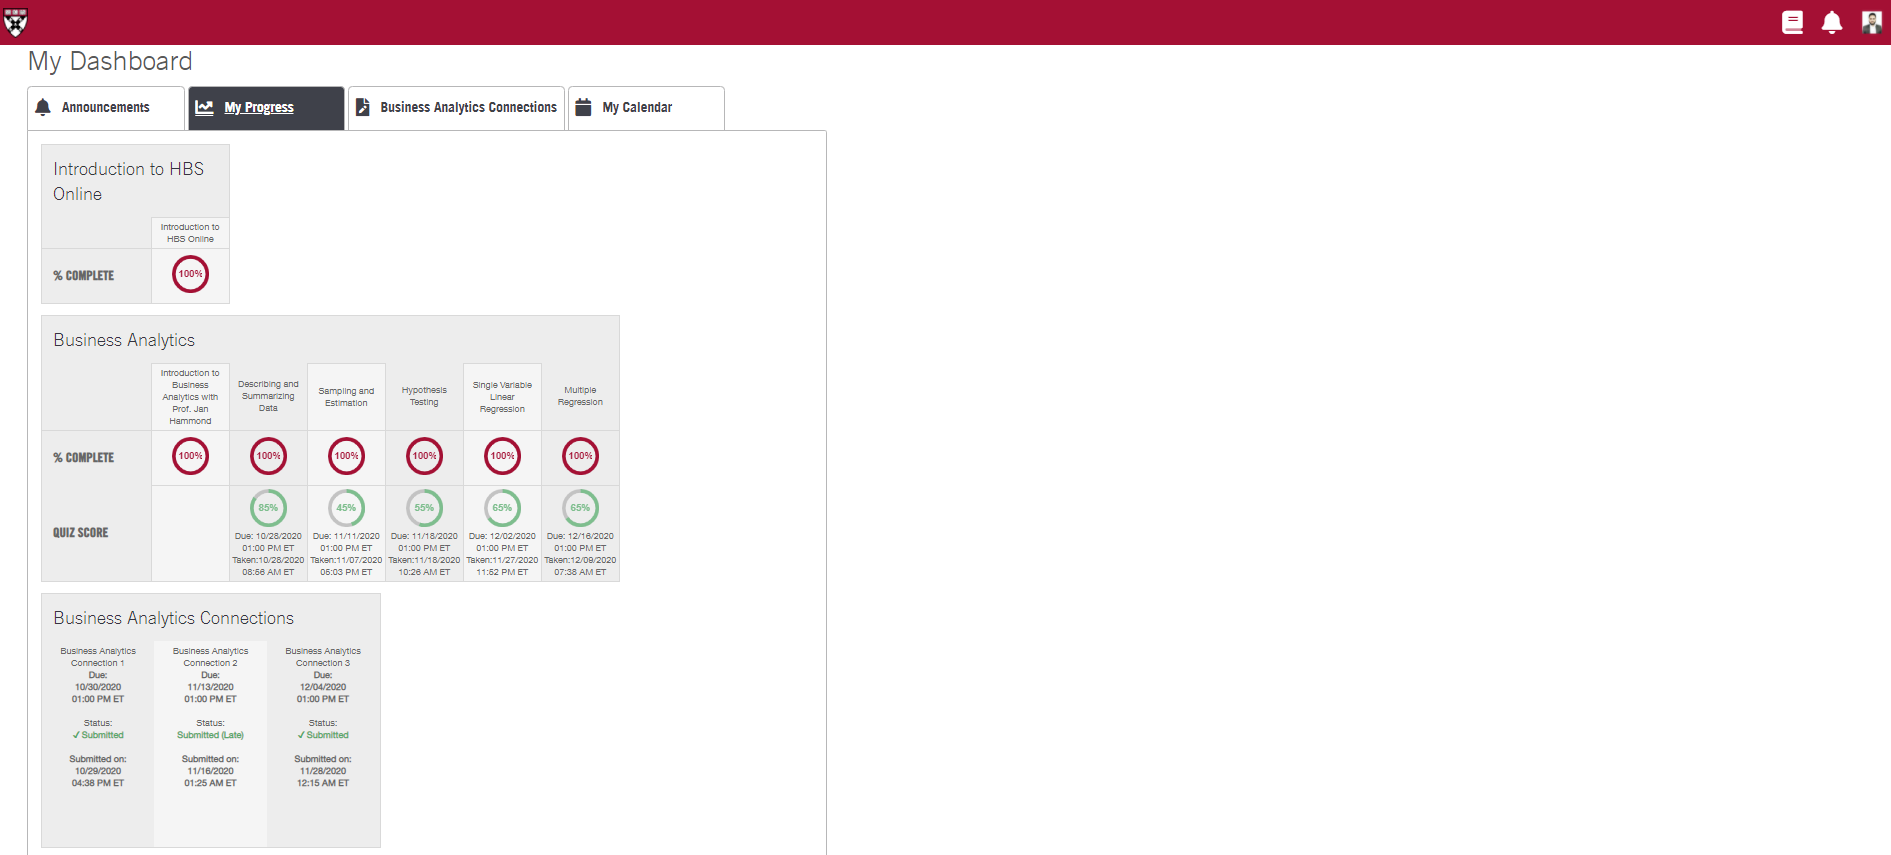 My Dashboard
Announcements
My Progress
Business Analytics Connections
My Calendar
Introduction to HBS
Online
Introduction to
HBS Online
% COMPLETE
100%
Business Analytics
Introduction to
Business
Analytics with
Prof. Jan
Hammond
Describing and
Summarizing
Data
Sampling and
Estimation
Hypothesis
Testing
Single Variable
Linear
Regression
Multiple
Regression
% COMPLETE
100%
100%
100%
100%
100%
100%
QUIZ SCORE
85%
Due: 10/28/2020
01:00 PM ET
Taken:10/28/2020
08:56 AM ET
45%
Due: 11/11/2020
01:00 PM ET
Taken:11/07/2020
05:03 PM ET
55%
Due: 11/18/2020
01:00 PM ET
Taken:11/18/2020
10:26 AM ET
65%
Due: 12/02/2020
01:00 PM ET
Taken:11/27/2020
11:52 PM ET
65%
Due: 12/16/2020
01:00 PM ET
Taken:12/09/2020
07:38 AM ET
Business Analytics Connections
Business Analytics
Connection 1
Due:
10/30/2020
01:00 PM ET
Status:
✓ Submitted
Submitted on:
10/29/2020
04:38 PM ET
Business Analytics
Connection 2
Due:
11/13/2020
01:00 PM ET
Status:
Submitted (Late)
Submitted on:
11/16/2020
01:25 AM ET
Business Analytics
Connection 3
Due:
12/04/2020
01:00 PM ET
Status:
✓ Submitted
Submitted on:
11/28/2020
12:15 AM ET